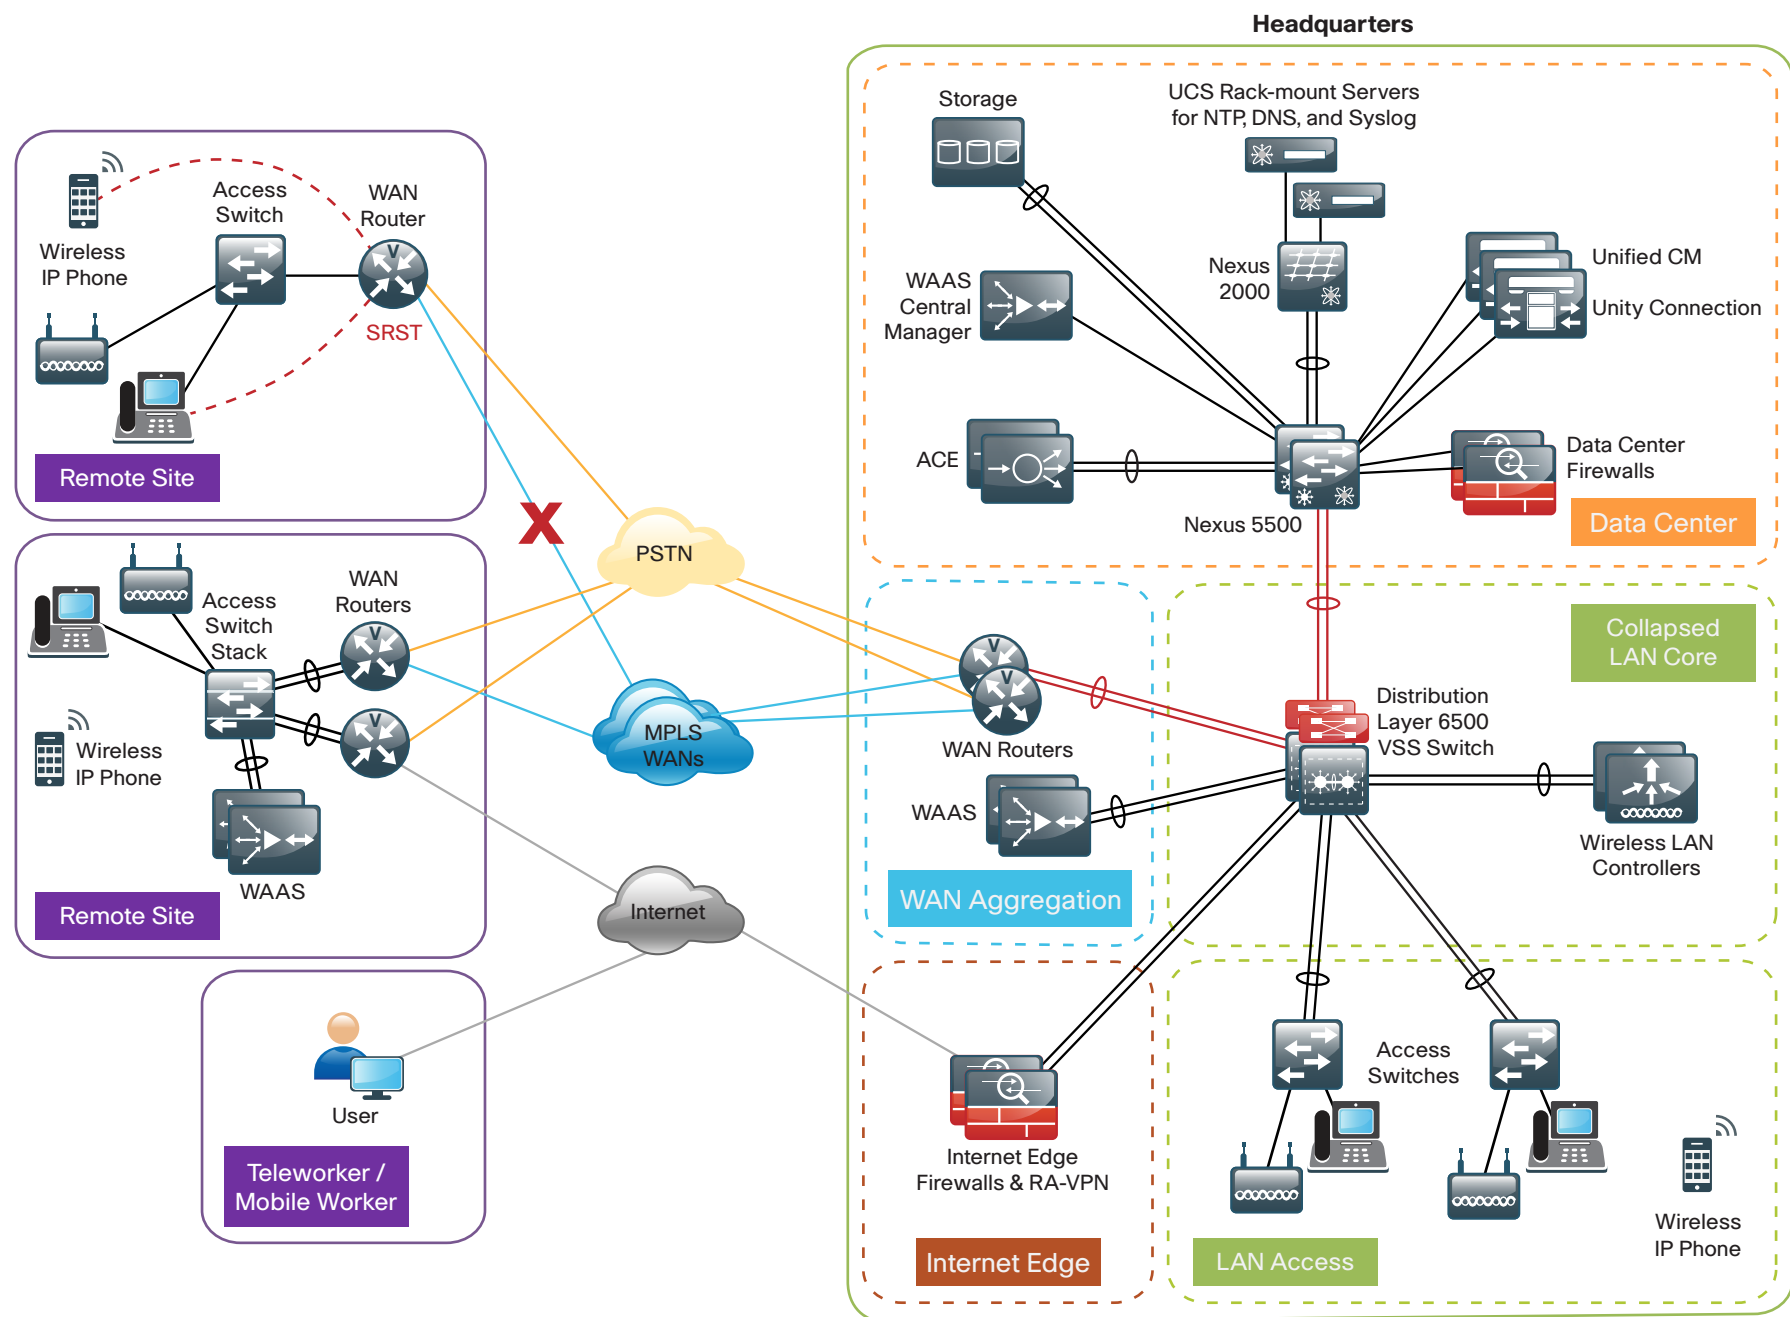 Headquarters
Storage
UCS Rack-mount Servers
for NTP, DNS, and Syslog
WAAS
Central
Manager
Nexus
2000
Unified CM
Unity Connection
ACE
Data Center
Firewalls
Nexus 5500
Data Center
Wireless
IP Phone
Access
Switch
WAN
Router
V
SRST
Remote Site
X
PSTN
Access
Switch
Stack
WAN
Routers
V
V
Wireless
IP Phone
WAAS
Remote Site
MPLS
WANs
Internet
User
Teleworker /
Mobile Worker
V
V
WAN Routers
WAAS
WAN Aggregation
Collapsed
LAN Core
Distribution
Layer 6500
VSS Switch
Wireless LAN
Controllers
Internet Edge
Firewalls & RA-VPN
Internet Edge
Access
Switches
Wireless
IP Phone
LAN Access